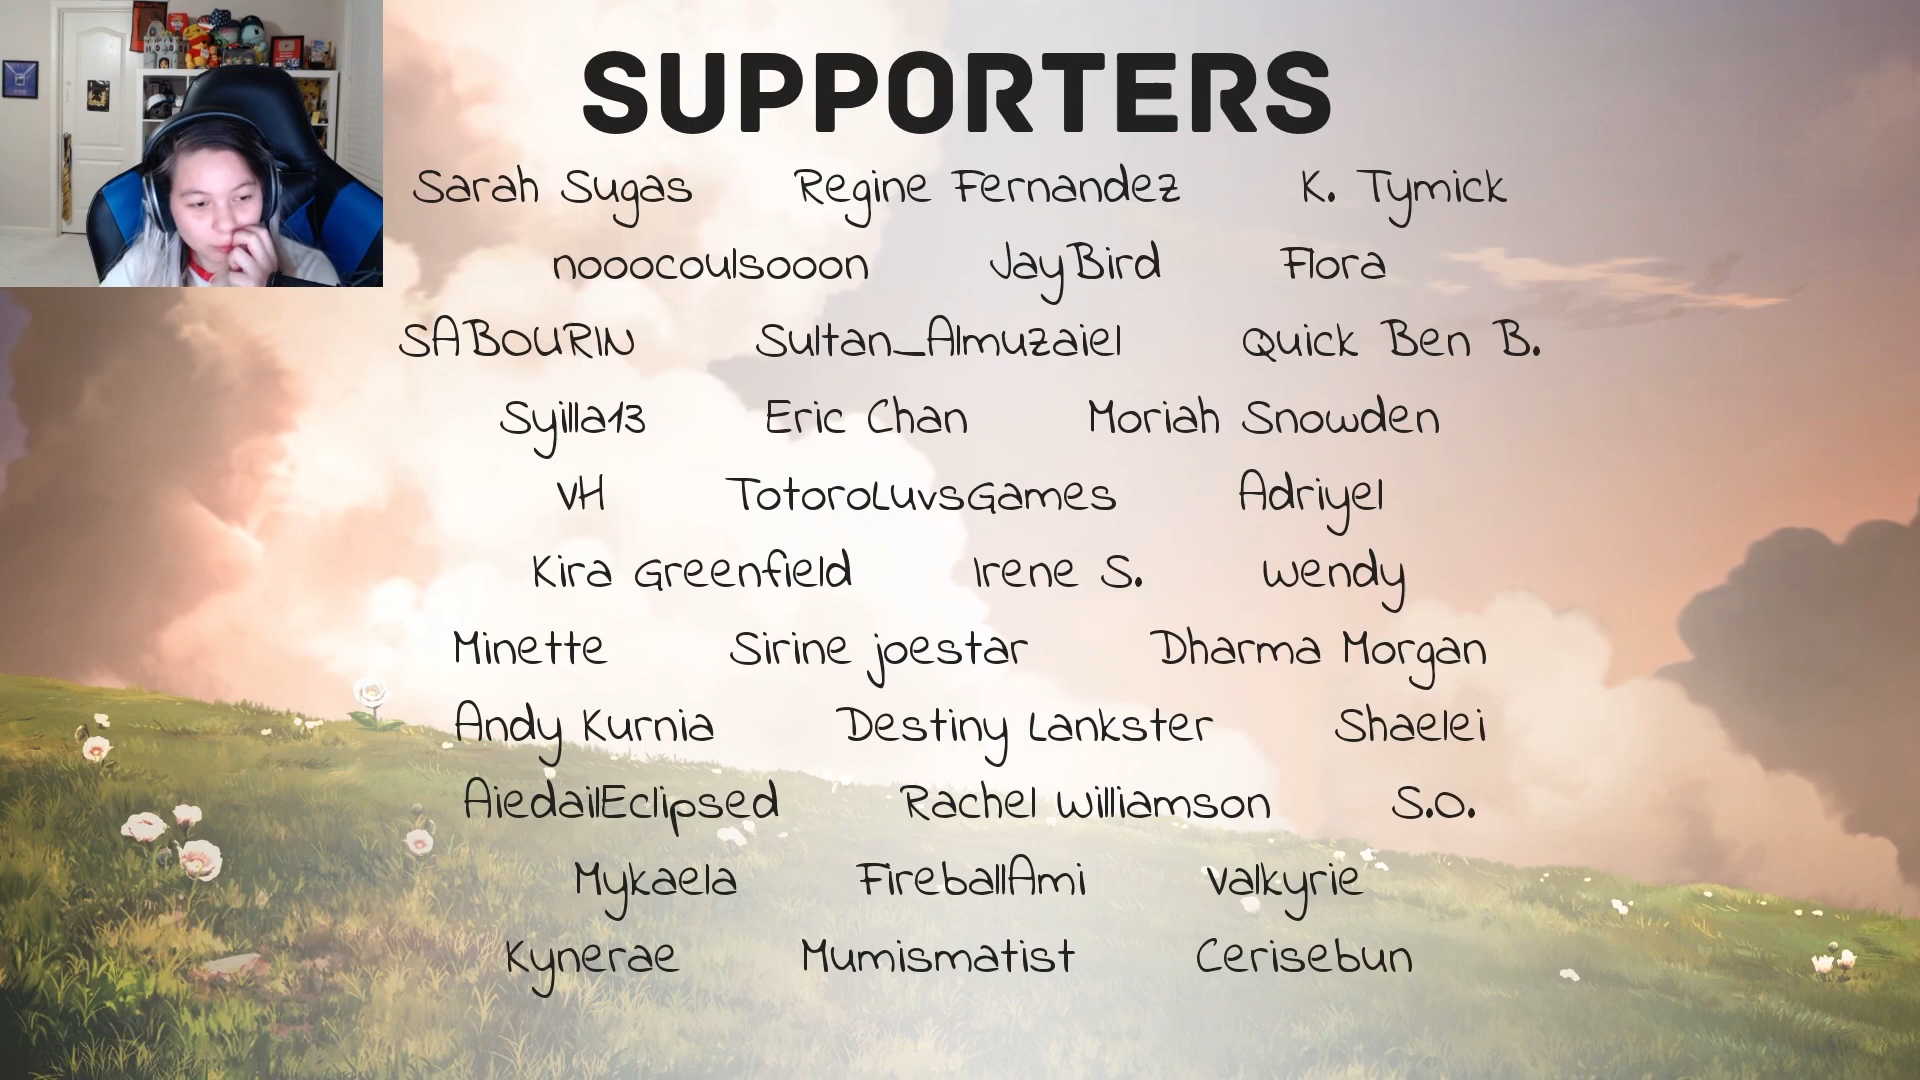 SUPPORTERS
Sarah Sugas Regine Fernandez K. Tymick
nooocoulsooon JayBird Flora
SABOURIN Sultan_Almuzaiel Quick Ben B.
Syilla13 Eric Chan Moriah Snowden
VH TotoroLuvsGames Adriyel
Kira Greenfield Irene S. Wendy
Minette Sirine joestar Dharma Morgan
Andy Kurnia Destiny Lankster Shaelei
AiedailEclipsed Rachel Williamson S.O.
Mykaela FireballAmi Valkyrie
Kynerae Mumismatist Cerisebun